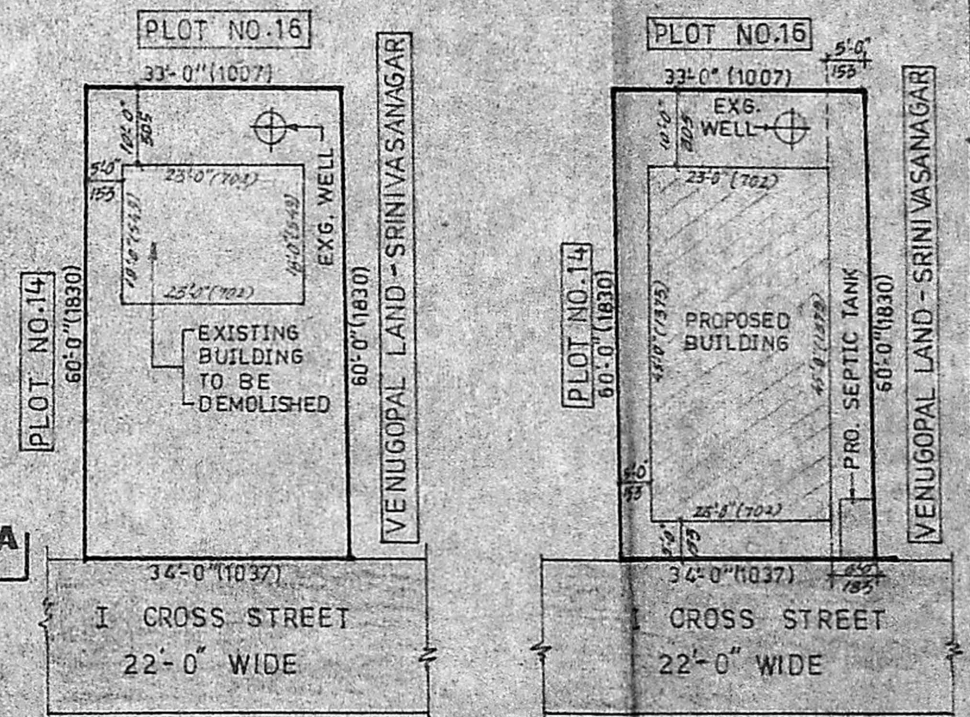 PLOT NO.16
33'-0" (1007)
10'-0"
5'-0"
153
23'-0" (702)
EXG. WELL
PLOT NO.14
60'-0" (1830)
EXISTING
BUILDING
TO BE
DEMOLISHED
60'-0" (1830)
VENUGOPAL LAND-SRINIVASANAGAR
A
34'-0" (1037)
I CROSS STREET
22'-0" WIDE
PLOT NO.16
5'-0"
153
33'-0" (1007)
EXG.
WELL
10'-0"
305
23'-0" (702)
PLOT NO.14
60'-0" (1830)
PROPOSED
BUILDING
PRO. SEPTIC TANK
60'-0" (1830)
VENUGOPAL LAND-SRINIVASANAGAR
5'-0"
153
34'-0" (1037)
6'-0"
183
I CROSS STREET
22'-0" WIDE